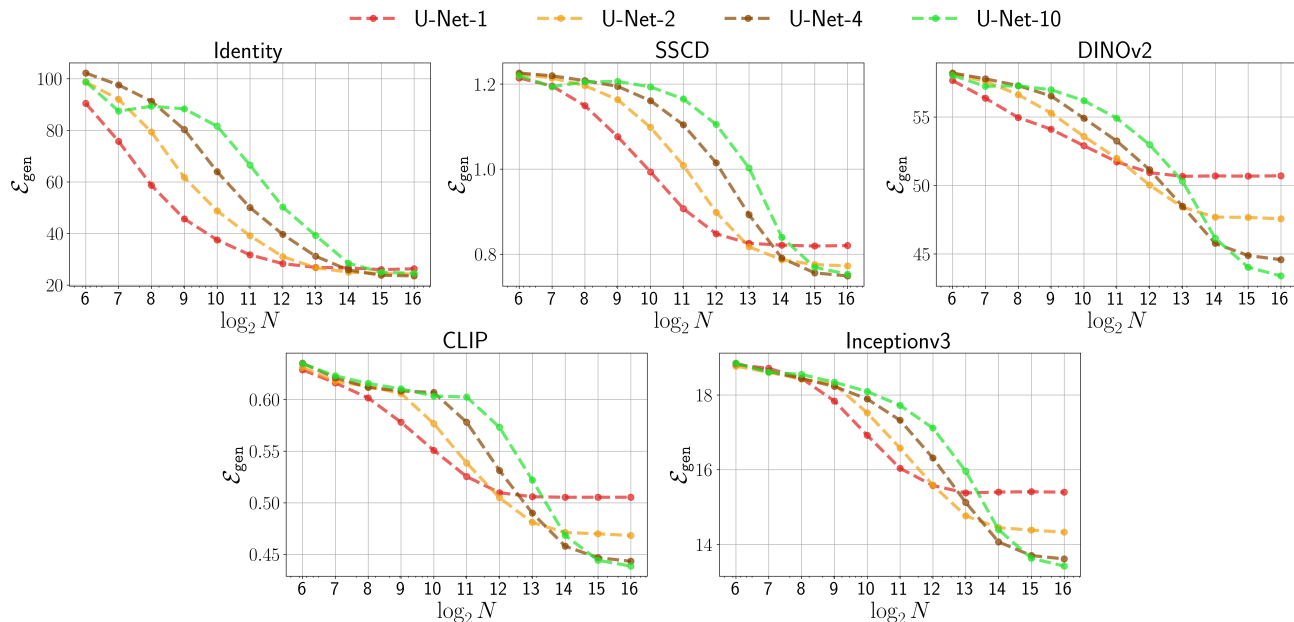 U-Net-1 U-Net-2 U-Net-4 U-Net-10
Identity
100
80
60
40
20
6 7 8 9 10 11 12 13 14 15 16
log₂ N
ℰgen
SSCD
1.2
1.0
0.8
6 7 8 9 10 11 12 13 14 15 16
log₂ N
ℰgen
DINOv2
55
50
45
6 7 8 9 10 11 12 13 14 15 16
log₂ N
ℰgen
CLIP
0.60
0.55
0.50
0.45
6 7 8 9 10 11 12 13 14 15 16
log₂ N
ℰgen
Inceptionv3
18
16
14
6 7 8 9 10 11 12 13 14 15 16
log₂ N
ℰgen